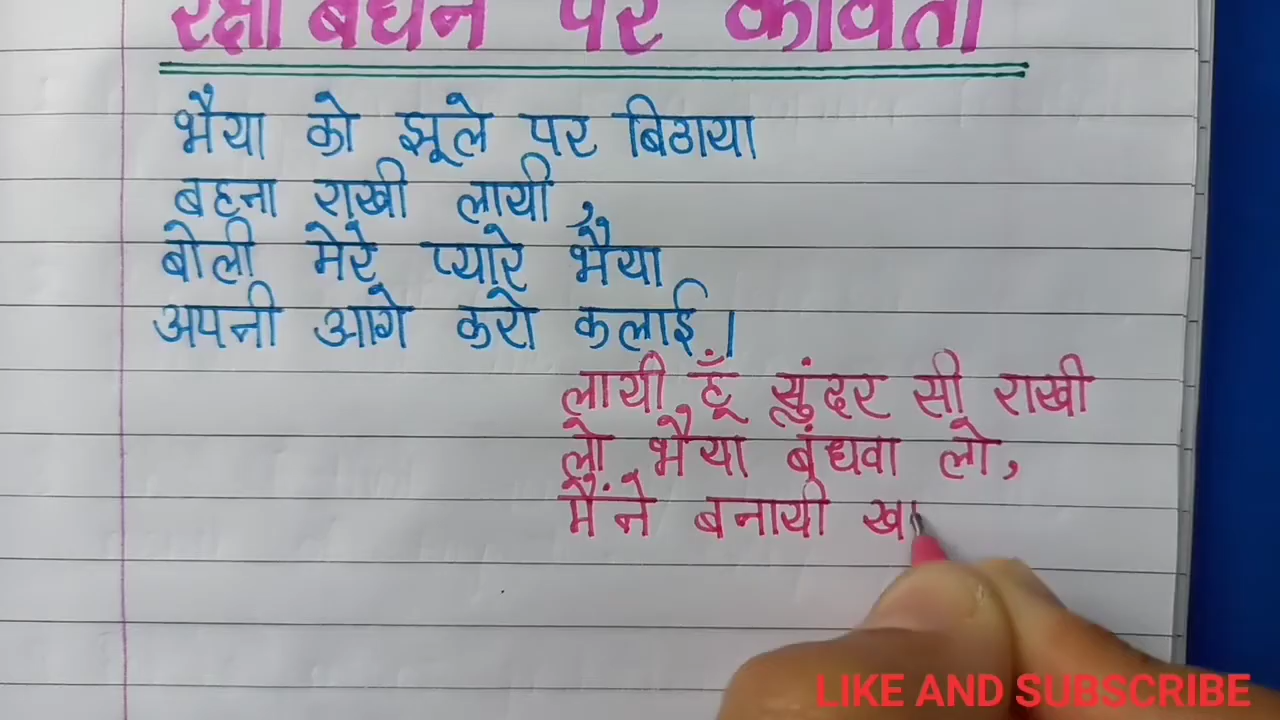 रक्षाबंधन पर कविता
भैया को झूले पर बिठाया
बहना राखी लायी,
बोली मेरे प्यारे भैया
अपनी आगे करो कलाई।
लायी हूँ सुंदर सी राखी
लो भैया बंधवा लो,
मैंने बनायी
LIKE AND SUBSCRIBE